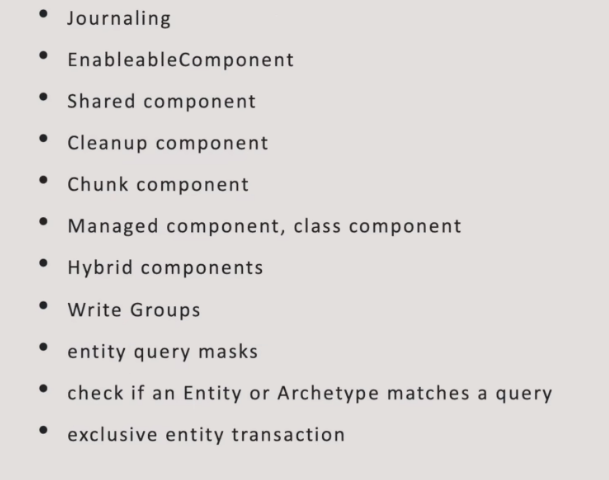 • Journaling
• EnableableComponent
• Shared component
• Cleanup component
• Chunk component
• Managed component, class component
• Hybrid components
• Write Groups
• entity query masks
• check if an Entity or Archetype matches a query
• exclusive entity transaction